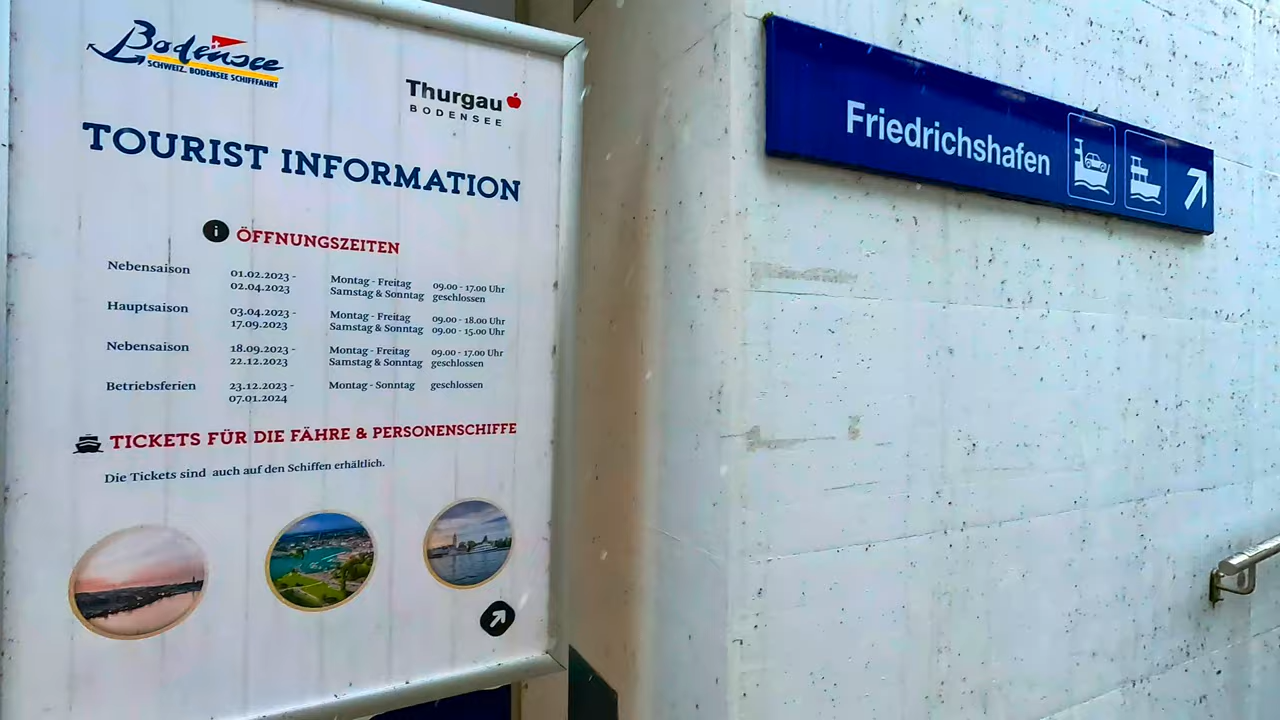 Bodensee
SCHWEIZ. BODENSEE SCHIFFFAHRT
Thurgau
BODENSEE
TOURIST INFORMATION
i ÖFFNUNGSZEITEN
Nebensaison 01.02.2023 - Montag - Freitag 09.00 - 17.00 Uhr
02.04.2023 Samstag & Sonntag geschlossen
Hauptsaison 03.04.2023 - Montag - Freitag 09.00 - 18.00 Uhr
17.09.2023 Samstag & Sonntag 09.00 - 15.00 Uhr
Nebensaison 18.09.2023 - Montag - Freitag 09.00 - 17.00 Uhr
22.12.2023 Samstag & Sonntag geschlossen
Betriebsferien 23.12.2023 - Montag - Sonntag geschlossen
07.01.2024
TICKETS FÜR DIE FÄHRE & PERSONENSCHIFFE
Die Tickets sind auch auf den Schiffen erhältlich.
Friedrichshafen